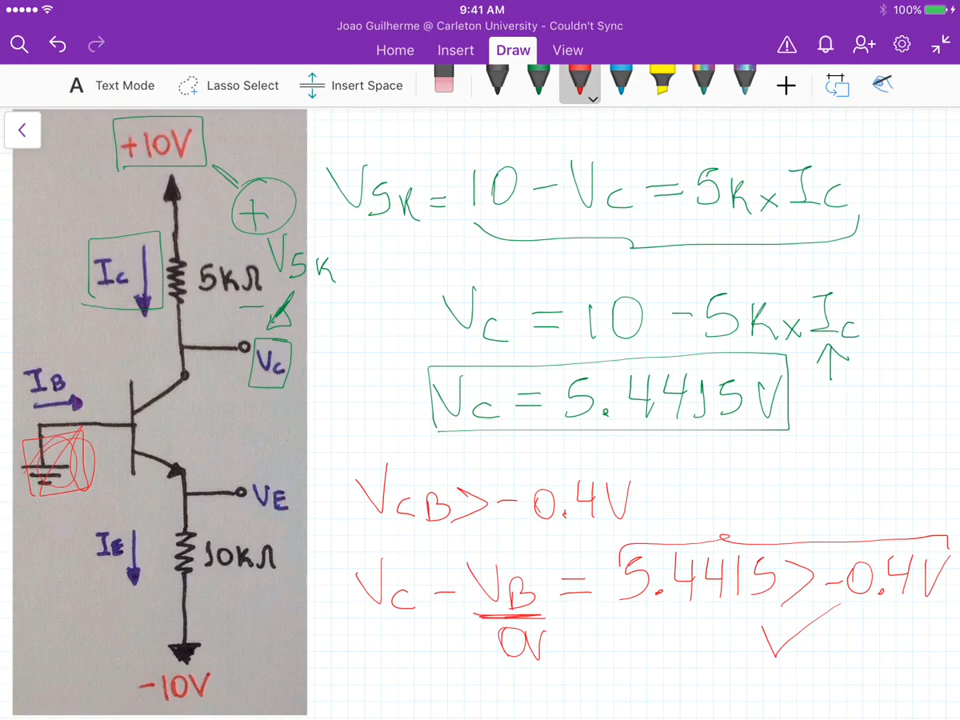 9:41 AM
100%
Joao Guilherme @ Carleton University - Couldn't Sync
Home Insert Draw View
A Text Mode Lasso Select Insert Space
+10V
+
V5K
-
IC
5KΩ
VC
IB
VE
IE
10KΩ
-10V
V5K = 10 - VC = 5K x IC
VC = 10 - 5K x IC
VC = 5.4415V
VCB > -0.4V
VC - VB = 5.4415 > -0.4V
0V